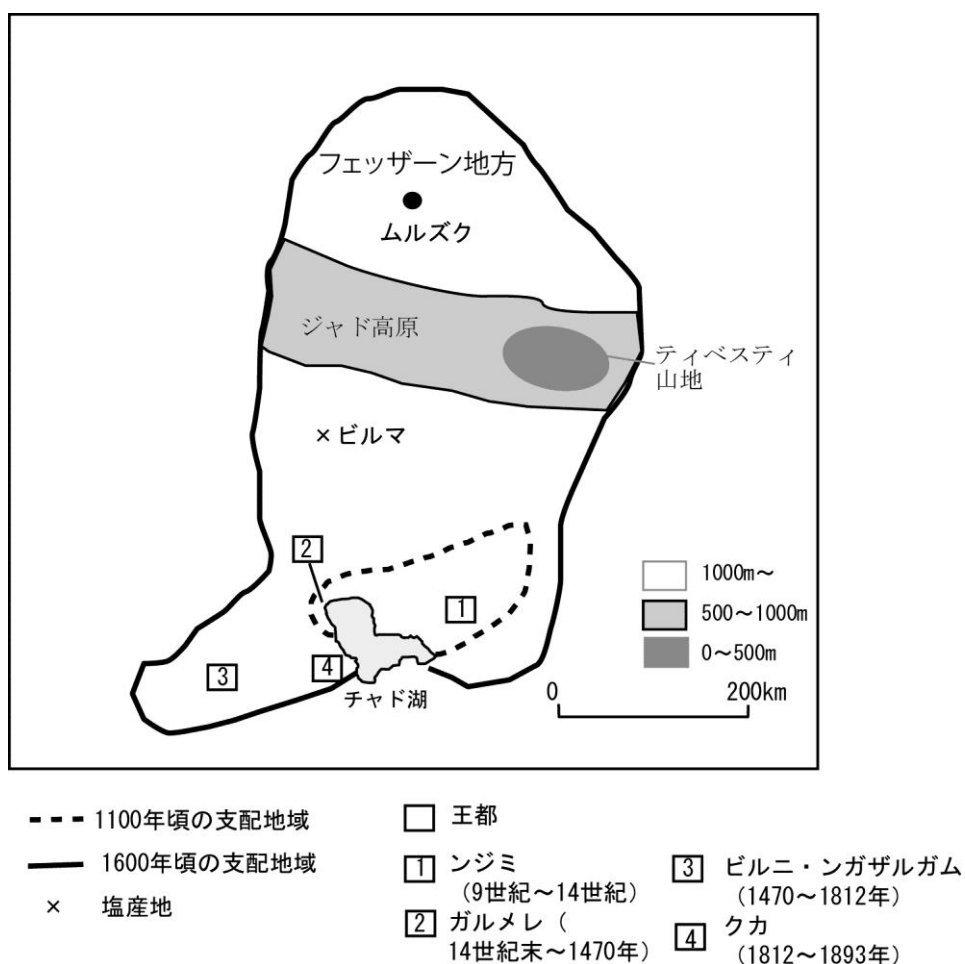 フェッザーン地方
ムルズク
ジャド高原
ティベスティ
山地
×ビルマ
2
1
1000m～
500～1000m
0～500m
3
4
チャド湖
0
200km
1100年頃の支配地域
1600年頃の支配地域
× 塩産地
王都
1 ンジミ
（9世紀～14世紀）
2 ガルメレ（
14世紀末～1470年）
3 ビルニ・ンガザルガム
（1470～1812年）
4 クカ
（1812～1893年）